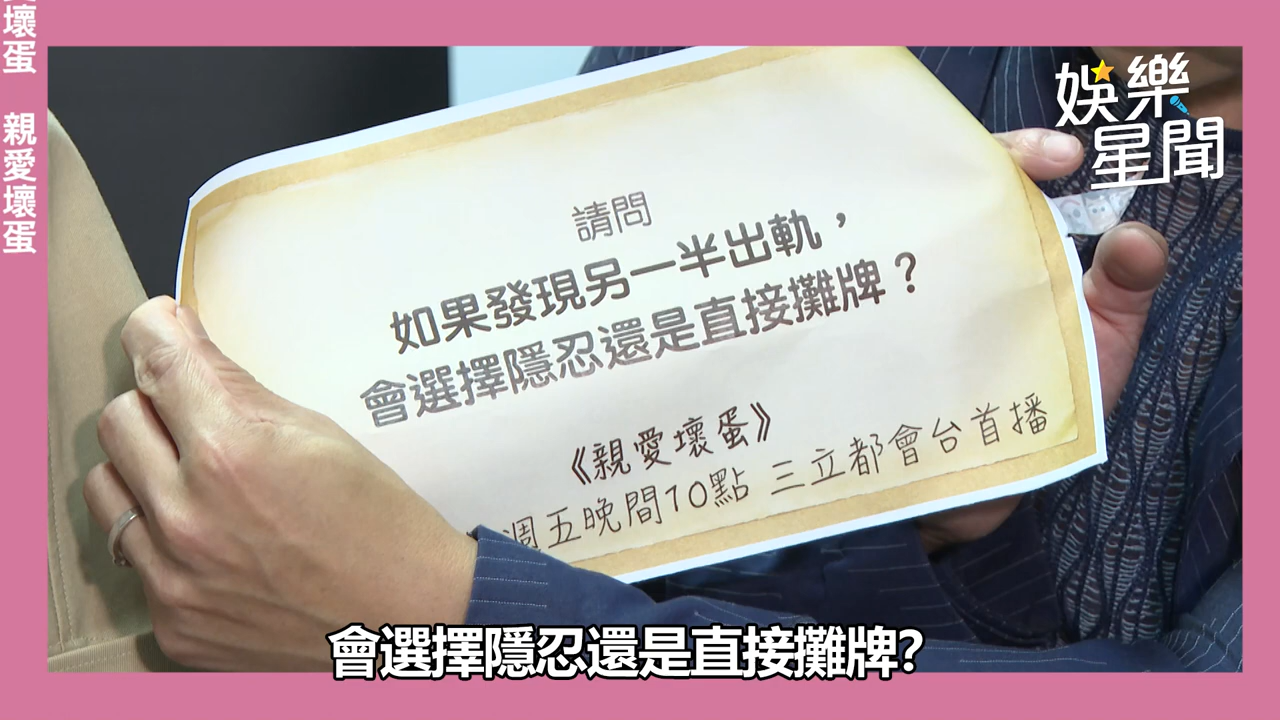 壞蛋 親愛壞蛋
娛樂
星聞
請問
如果發現另一半出軌，
會選擇隱忍還是直接攤牌？
《親愛壞蛋》
週五晚間10點 三立都會台首播
會選擇隱忍還是直接攤牌?